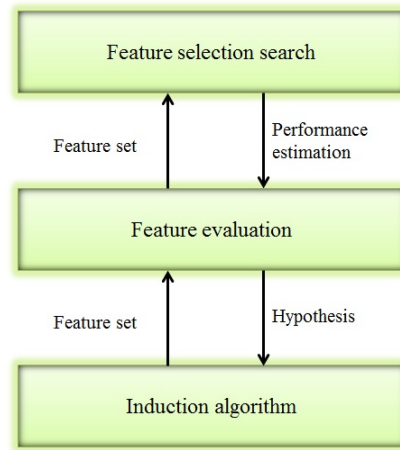 Feature selection search
Feature set
Performance
estimation
Feature evaluation
Feature set
Hypothesis
Induction algorithm